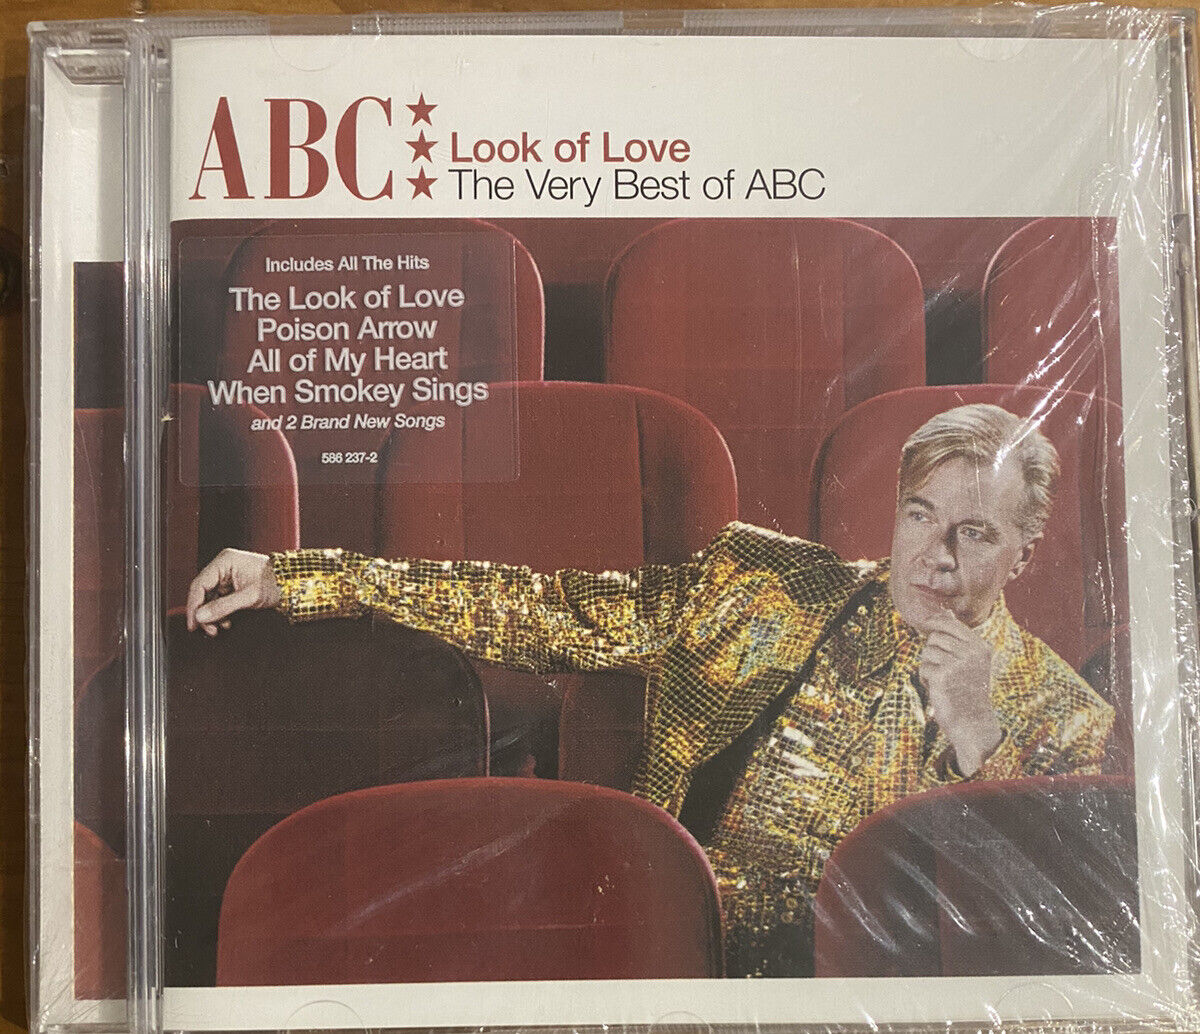 ABC
Look of Love
The Very Best of ABC
Includes All The Hits
The Look of Love
Poison Arrow
All of My Heart
When Smokey Sings
and 2 Brand New Songs
586 237-2